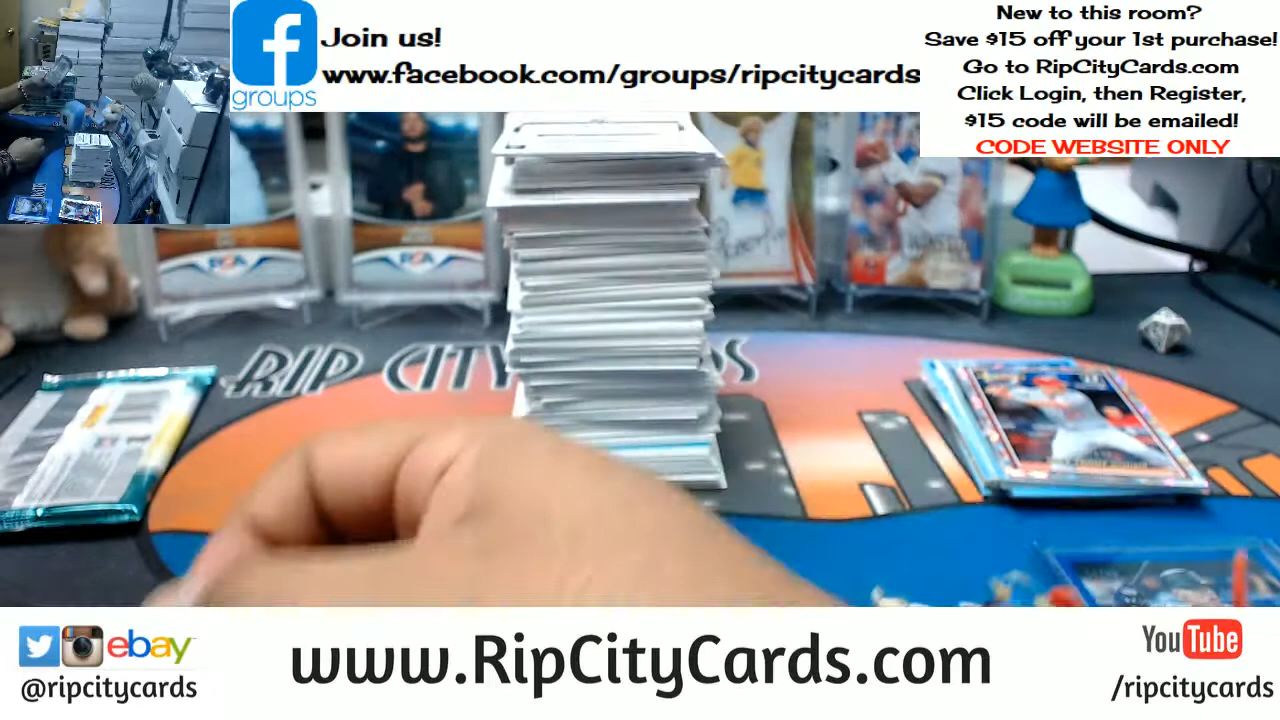 Join us!
www.facebook.com/groups/ripcitycards
groups
New to this room?
Save $15 off your 1st purchase!
Go to RipCityCards.com
Click Login, then Register,
$15 code will be emailed!
CODE WEBSITE ONLY
RIP CITY
ebay
@ripcitycards
www.RipCityCards.com
YouTube
/ripcitycards